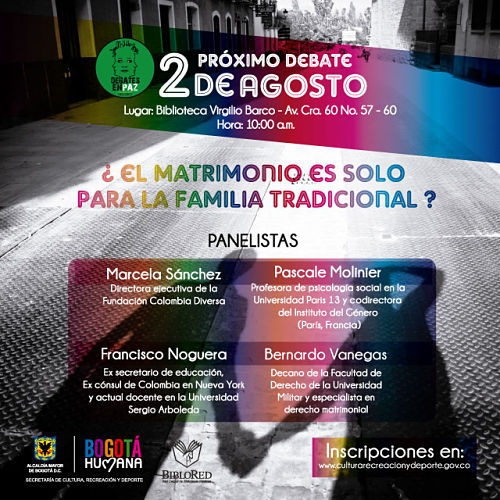 DEBATES
EN PAZ
PRÓXIMO DEBATE
2 DE AGOSTO
Lugar: Biblioteca Virgilio Barco - Av. Cra. 60 No. 57 - 60
Hora: 10:00 a.m.
¿ EL MATRIMONIO ES SOLO
PARA LA FAMILIA TRADICIONAL ?
PANELISTAS
Marcela Sánchez
Directora ejecutiva de la
Fundación Colombia Diversa
Pascale Molinier
Profesora de psicología social en la
Universidad Paris 13 y codirectora
del Instituto del Género
(París, Francia)
Francisco Noguera
Ex secretario de educación,
Ex cónsul de Colombia en Nueva York
y actual docente en la Universidad
Sergio Arboleda
Bernardo Vanegas
Decano de la Facultad de
Derecho de la Universidad
Militar y especialista en
derecho matrimonial
ALCALDÍA MAYOR
DE BOGOTÁ D.C.
BOGOTÁ
HUMANA
SECRETARÍA DE CULTURA, RECREACIÓN Y DEPORTE
BIBLORED
Inscripciones en:
www.culturarecreacionydeporte.gov.co